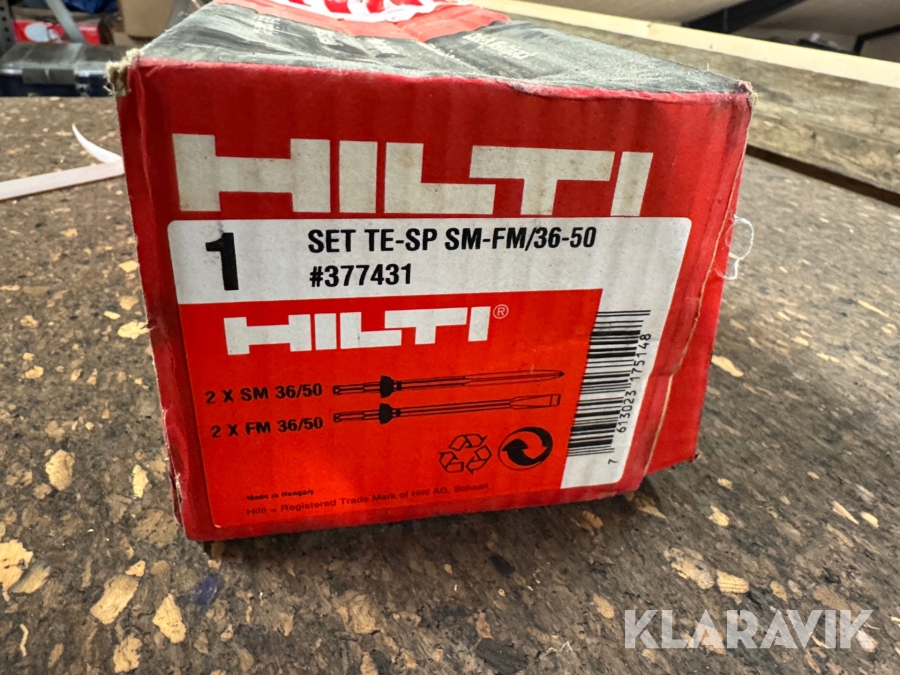 HILTI
1
SET TE-SP SM-FM/36-50
#377431
HILTI®
2 X SM 36/50
2 X FM 36/50
7 613023 175148
Made in Hungary
Hilti = Registered Trade Mark of Hilti AG, Schaan
KLARAVIK